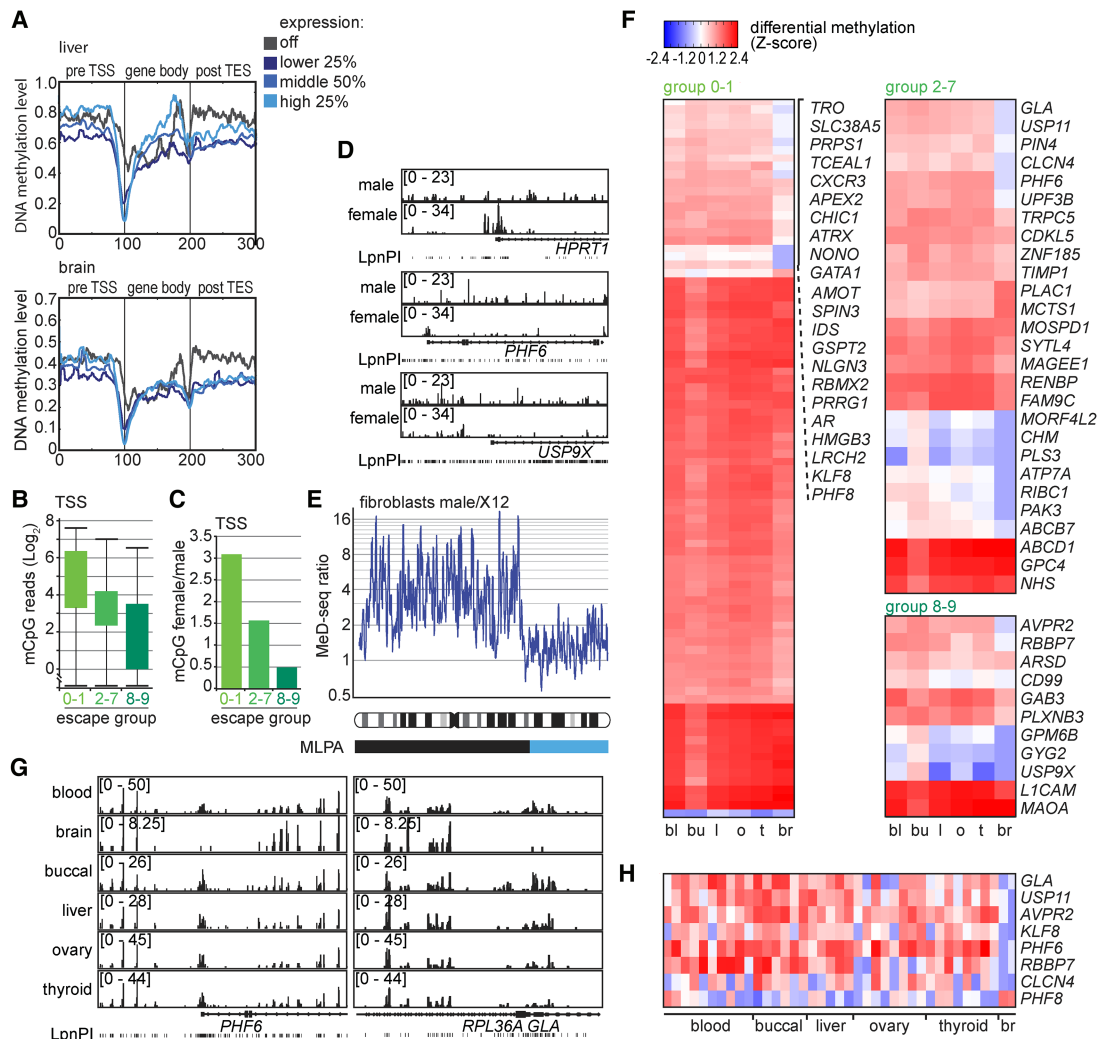 A
expression:
off
lower 25%
middle 50%
high 25%
liver
pre TSS gene body post TES
DNA methylation level
1.0
0.8
0.6
0.4
0.2
0
0 100 200 300
brain
pre TSS gene body post TES
DNA methylation level
0.7
0.6
0.5
0.4
0.3
0.2
0.1
0
0 100 200 300
B
TSS
mCpG reads (Log2)
8
6
4
2
0
0-1 2-7 8-9
escape group
C
TSS
mCpG female/male
3.5
3
2.5
2
1.5
1
0.5
0
0-1 2-7 8-9
escape group
D
male [0 - 23]
female [0 - 34]
HPRT1
LpnPI
male [0 - 23]
female [0 - 34]
PHF6
LpnPI
male [0 - 23]
female [0 - 34]
USP9X
LpnPI
E
fibroblasts male/X12
MeD-seq ratio
16
8
4
2
1
0.5
MLPA
F
differential methylation
(Z-score)
-2.4 -1.2 0 1.2 2.4
group 0-1
TRO
SLC38A5
PRPS1
TCEAL1
CXCR3
APEX2
CHIC1
ATRX
NONO
GATA1
AMOT
SPIN3
IDS
GSPT2
NLGN3
RBMX2
PRRG1
AR
HMGB3
LRCH2
KLF8
PHF8
bl bu l o t br
group 2-7
GLA
USP11
PIN4
CLCN4
PHF6
UPF3B
TRPC5
CDKL5
ZNF185
TIMP1
PLAC1
MCTS1
MOSPD1
SYTL4
MAGEE1
RENBP
FAM9C
MORF4L2
CHM
PLS3
ATP7A
RIBC1
PAK3
ABCB7
ABCD1
GPC4
NHS
group 8-9
AVPR2
RBBP7
ARSD
CD99
GAB3
PLXNB3
GPM6B
GYG2
USP9X
L1CAM
MAOA
bl bu l o t br
G
blood [0 - 50] [0 - 50]
brain [0 - 8.25] [0 - 8.25]
buccal [0 - 26] [0 - 26]
liver [0 - 28] [0 - 28]
ovary [0 - 45] [0 - 45]
thyroid [0 - 44] [0 - 44]
PHF6 RPL36A GLA
LpnPI
H
GLA
USP11
AVPR2
KLF8
PHF6
RBBP7
CLCN4
PHF8
blood buccal liver ovary thyroid br